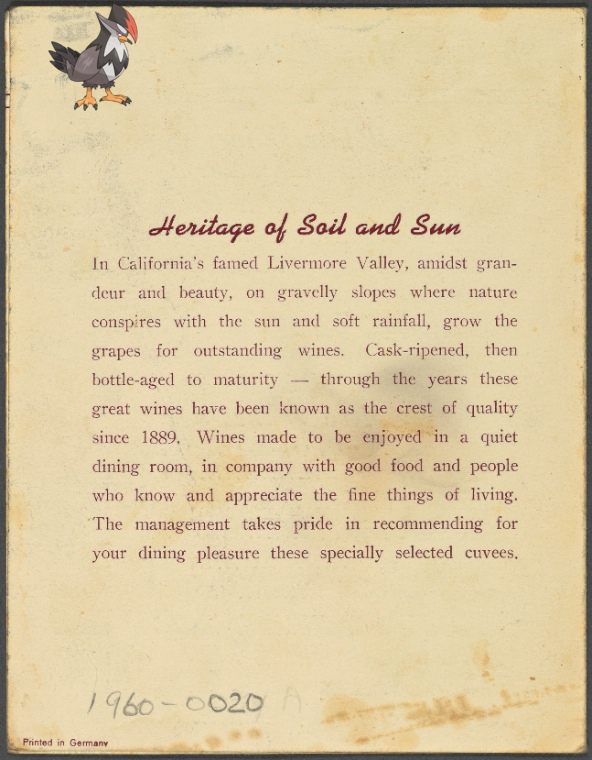 Heritage of Soil and Sun
In California's famed Livermore Valley, amidst gran-
deur and beauty, on gravelly slopes where nature
conspires with the sun and soft rainfall, grow the
grapes for outstanding wines. Cask-ripened, then
bottle-aged to maturity — through the years these
great wines have been known as the crest of quality
since 1889. Wines made to be enjoyed in a quiet
dining room, in company with good food and people
who know and appreciate the fine things of living.
The management takes pride in recommending for
your dining pleasure these specially selected cuvees.
1960-0020 A
Printed in Germany